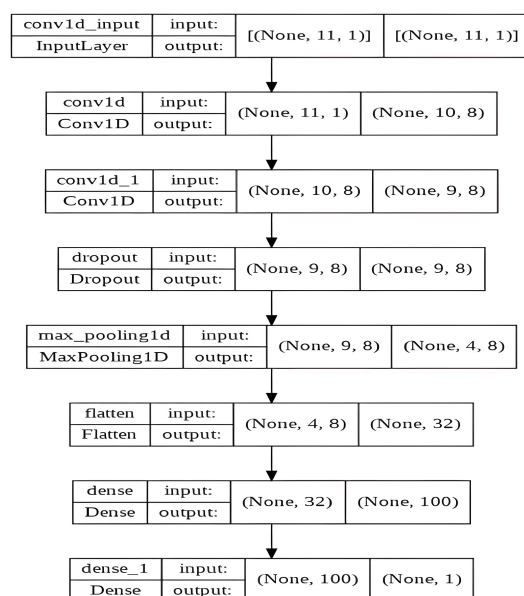 conv1d_input input: [(None, 11, 1)] [(None, 11, 1)]
InputLayer output:
conv1d input: (None, 11, 1) (None, 10, 8)
Conv1D output:
conv1d_1 input: (None, 10, 8) (None, 9, 8)
Conv1D output:
dropout input: (None, 9, 8) (None, 9, 8)
Dropout output:
max_pooling1d input: (None, 9, 8) (None, 4, 8)
MaxPooling1D output:
flatten input: (None, 4, 8) (None, 32)
Flatten output:
dense input: (None, 32) (None, 100)
Dense output:
dense_1 input: (None, 100) (None, 1)
Dense output: